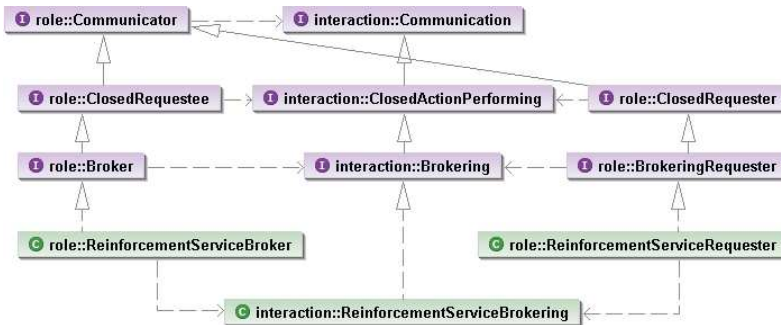 I role::Communicator
I interaction::Communication
I role::ClosedRequestee
I interaction::ClosedActionPerforming
I role::ClosedRequester
I role::Broker
I interaction::Brokering
I role::BrokeringRequester
C role::ReinforcementServiceBroker
C role::ReinforcementServiceRequester
C interaction::ReinforcementServiceBrokering